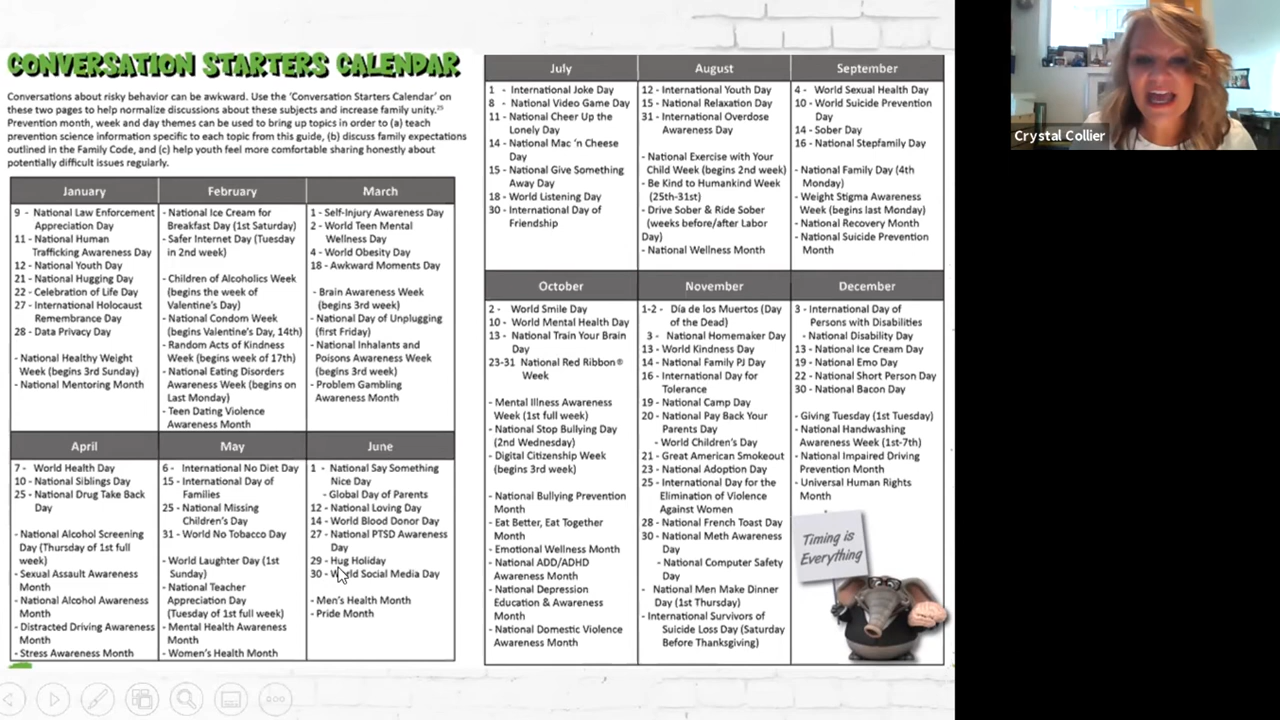 CONVERSATION STARTERS CALENDAR
Conversations about risky behavior can be awkward. Use the 'Conversation Starters Calendar' on
these two pages to help normalize discussions about these subjects and increase family unity.25
Prevention month, week and day themes can be used to bring up topics in order to (a) teach
prevention science information specific to each topic from this guide, (b) discuss family expectations
outlined in the Family Code, and (c) help youth feel more comfortable sharing honestly about
potentially difficult issues regularly.
January
9 - National Law Enforcement
Appreciation Day
11 - National Human
Trafficking Awareness Day
12 - National Youth Day
21 - National Hugging Day
22 - Celebration of Life Day
27 - International Holocaust
Remembrance Day
28 - Data Privacy Day
- National Healthy Weight
Week (begins 3rd Sunday)
- National Mentoring Month
February
- National Ice Cream for
Breakfast Day (1st Saturday)
- Safer Internet Day (Tuesday
in 2nd week)
- Children of Alcoholics Week
(begins the week of
Valentine's Day)
- National Condom Week
(begins Valentine's Day, 14th)
- Random Acts of Kindness
Week (begins week of 17th)
- National Eating Disorders
Awareness Week (begins on
Last Monday)
- Teen Dating Violence
Awareness Month
March
1 - Self-Injury Awareness Day
2 - World Teen Mental
Wellness Day
4 - World Obesity Day
18 - Awkward Moments Day
- Brain Awareness Week
(begins 3rd week)
- National Day of Unplugging
(first Friday)
- National Inhalants and
Poisons Awareness Week
(begins 3rd week)
- Problem Gambling
Awareness Month
April
7 - World Health Day
10 - National Siblings Day
25 - National Drug Take Back
Day
- National Alcohol Screening
Day (Thursday of 1st full
week)
- Sexual Assault Awareness
Month
- National Alcohol Awareness
Month
- Distracted Driving Awareness
Month
- Stress Awareness Month
May
6 - International No Diet Day
15 - International Day of
Families
25 - National Missing
Children's Day
31 - World No Tobacco Day
- World Laughter Day (1st
Sunday)
- National Teacher
Appreciation Day
(Tuesday of 1st full week)
- Mental Health Awareness
Month
- Women's Health Month
June
1 - National Say Something
Nice Day
- Global Day of Parents
12 - National Loving Day
14 - World Blood Donor Day
27 - National PTSD Awareness
Day
29 - Hug Holiday
30 - World Social Media Day
- Men's Health Month
- Pride Month
July
1 - International Joke Day
8 - National Video Game Day
11 - National Cheer Up the
Lonely Day
14 - National Mac 'n Cheese
Day
15 - National Give Something
Away Day
18 - World Listening Day
30 - International Day of
Friendship
August
12 - International Youth Day
15 - National Relaxation Day
31 - International Overdose
Awareness Day
- National Exercise with Your
Child Week (begins 2nd week)
- Be Kind to Humankind Week
(25th-31st)
- Drive Sober & Ride Sober
(weeks before/after Labor
Day)
- National Wellness Month
September
4 - World Sexual Health Day
10 - World Suicide Prevention
Day
14 - Sober Day
16 - National Stepfamily Day
- National Family Day (4th
Monday)
- Weight Stigma Awareness
Week (begins last Monday)
- National Recovery Month
- National Suicide Prevention
Month
October
2 - World Smile Day
10 - World Mental Health Day
13 - National Train Your Brain
Day
23-31 National Red Ribbon®
Week
- Mental Illness Awareness
Week (1st full week)
- National Stop Bullying Day
(2nd Wednesday)
- Digital Citizenship Week
(begins 3rd week)
- National Bullying Prevention
Month
- Eat Better, Eat Together
Month
- Emotional Wellness Month
- National ADD/ADHD
Awareness Month
- National Depression
Education & Awareness
Month
- National Domestic Violence
Awareness Month
November
1-2 - Día de los Muertos (Day
of the Dead)
3 - National Homemaker Day
13 - World Kindness Day
14 - National Family PJ Day
16 - International Day for
Tolerance
19 - National Camp Day
20 - National Pay Back Your
Parents Day
- World Children's Day
21 - Great American Smokeout
23 - National Adoption Day
25 - International Day for the
Elimination of Violence
Against Women
28 - National French Toast Day
30 - National Meth Awareness
Day
- National Computer Safety
Day
- National Men Make Dinner
Day (1st Thursday)
- International Survivors of
Suicide Loss Day (Saturday
Before Thanksgiving)
December
3 - International Day of
Persons with Disabilities
- National Disability Day
13 - National Ice Cream Day
19 - National Emo Day
22 - National Short Person Day
30 - National Bacon Day
- Giving Tuesday (1st Tuesday)
- National Handwashing
Awareness Week (1st-7th)
- National Impaired Driving
Prevention Month
- Universal Human Rights
Month
Timing is
Everything
Crystal Collier